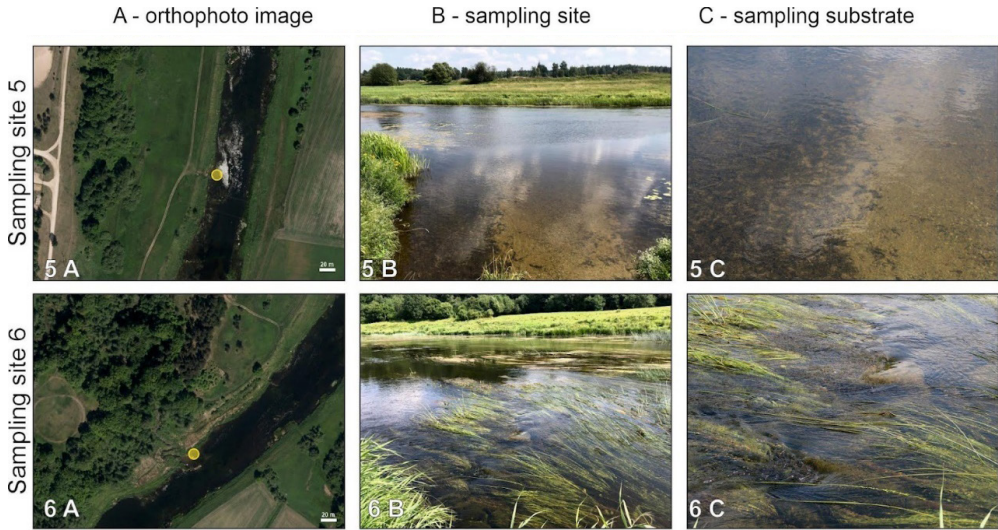 A - orthophoto image
B - sampling site
C - sampling substrate
Sampling site 5
5 A
20 m
5 B
5 C
Sampling site 6
6 A
20 m
6 B
6 C